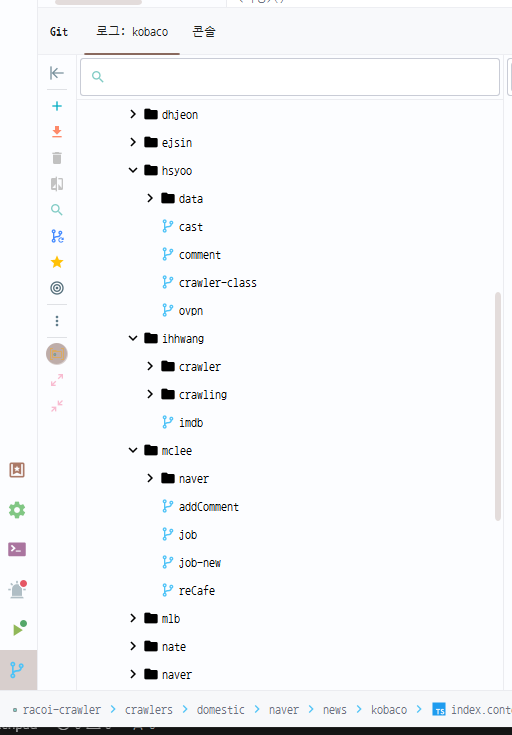 Git 로그: kobaco 콘솔
dhjeon
ejsin
hsyoo
data
cast
comment
crawler-class
ovpn
ihhwang
crawler
crawling
imdb
mclee
naver
addComment
job
job-new
reCafe
mlb
nate
naver
racoi-crawler > crawlers > domestic > naver > news > kobaco > TS index.cont